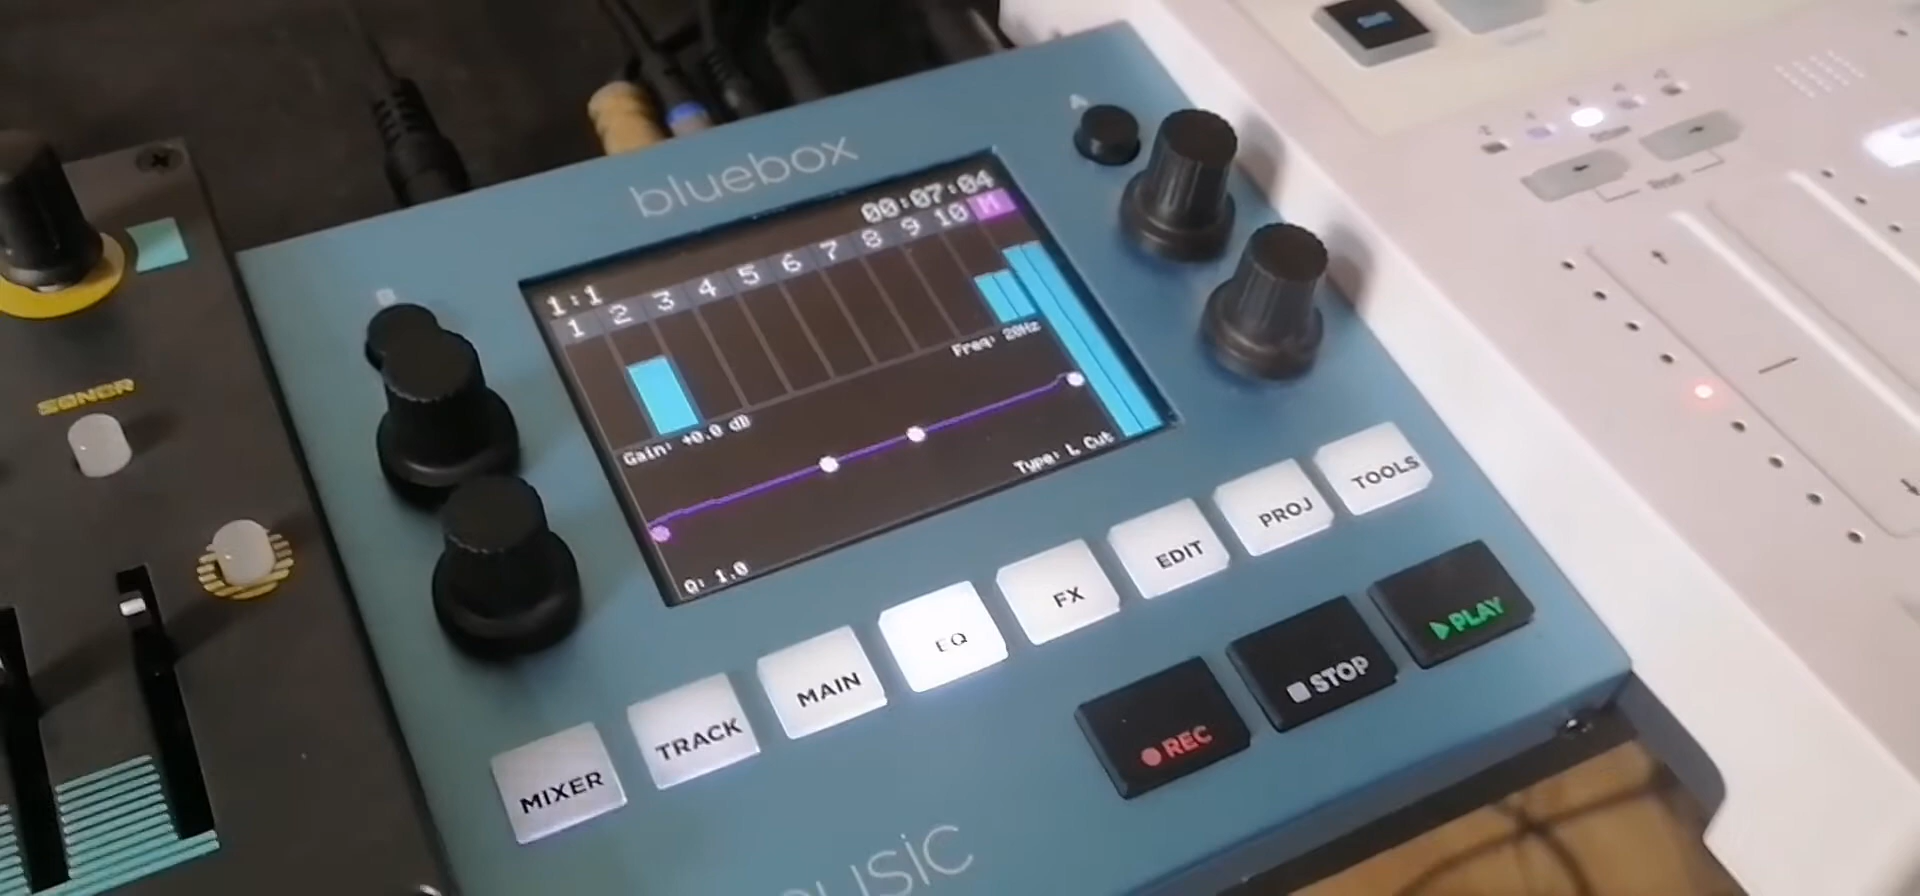 bluebox
A
B
00:07:04
1:1
1 2 3 4 5 6 7 8 9 10 M
Freq: 20Hz
Gain: +0.0 dB
Type: L Cut
Q: 1.0
MIXER TRACK MAIN EQ FX EDIT PROJ TOOLS
REC STOP PLAY